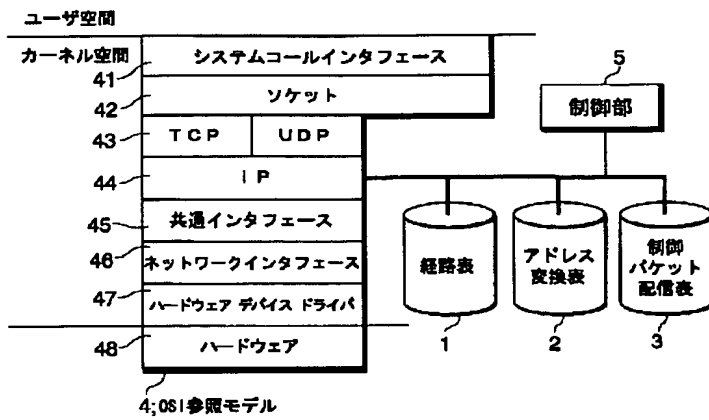 ユーザ空間
カーネル空間
システムコールインタフェース
41
5
ソケット
42
制御部
43
TCP
UDP
44
IP
45
共通インタフェース
46
ネットワークインタフェース
経路表
アドレス
変換表
制御
パケット
配信表
47
ハードウェア デバイス ドライバ
48
ハードウェア
1
2
3
4;OSI参照モデル